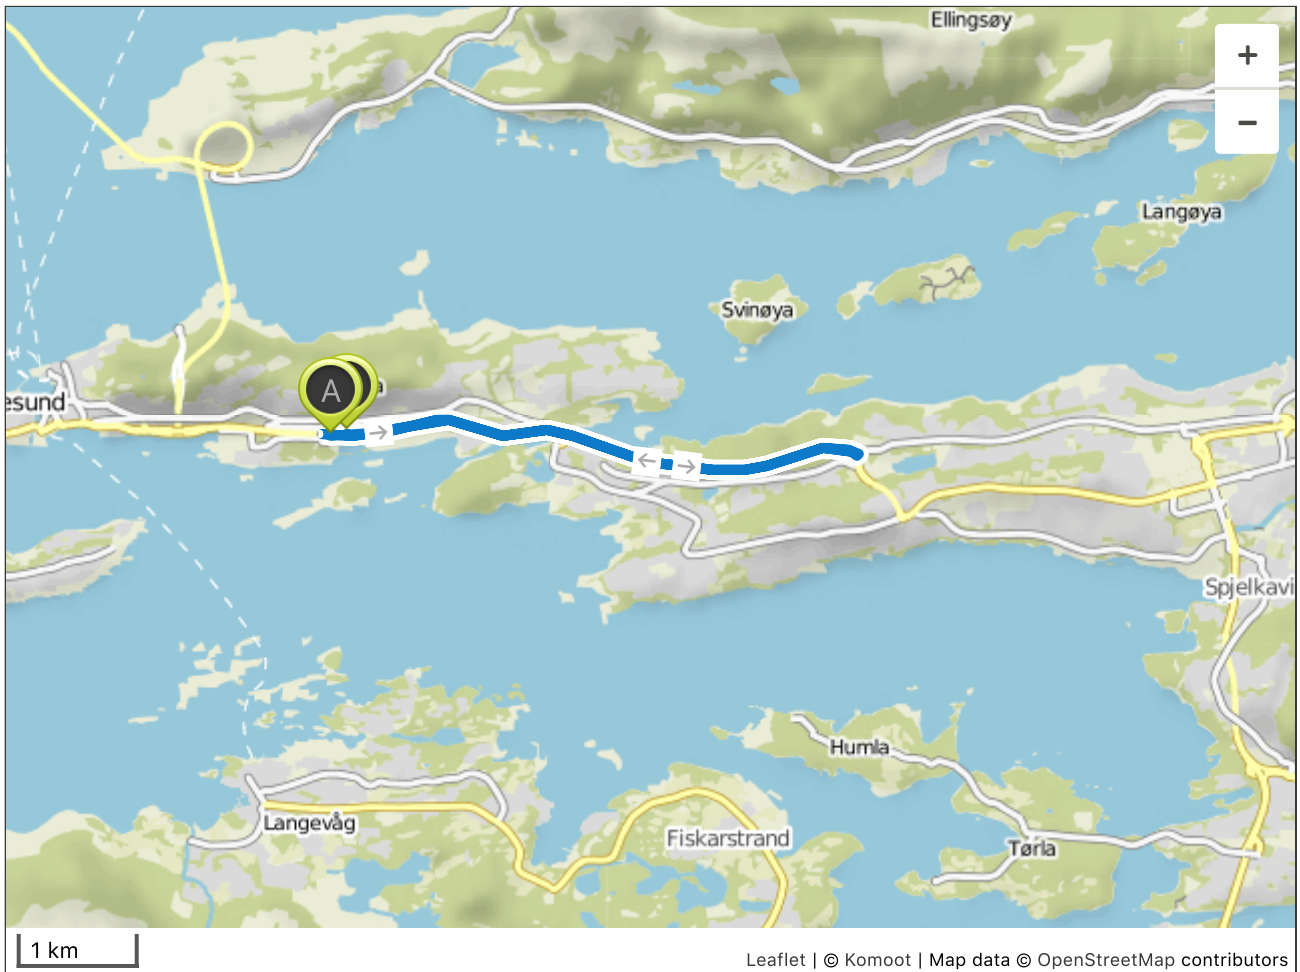 Ellingsøy
+
−
Langøya
Svinøya
A
a
esund
Spjelkavi
Humla
Langevåg
Fiskarstrand
Tørla
1 km
Leaflet | © Komoot | Map data © OpenStreetMap contributors